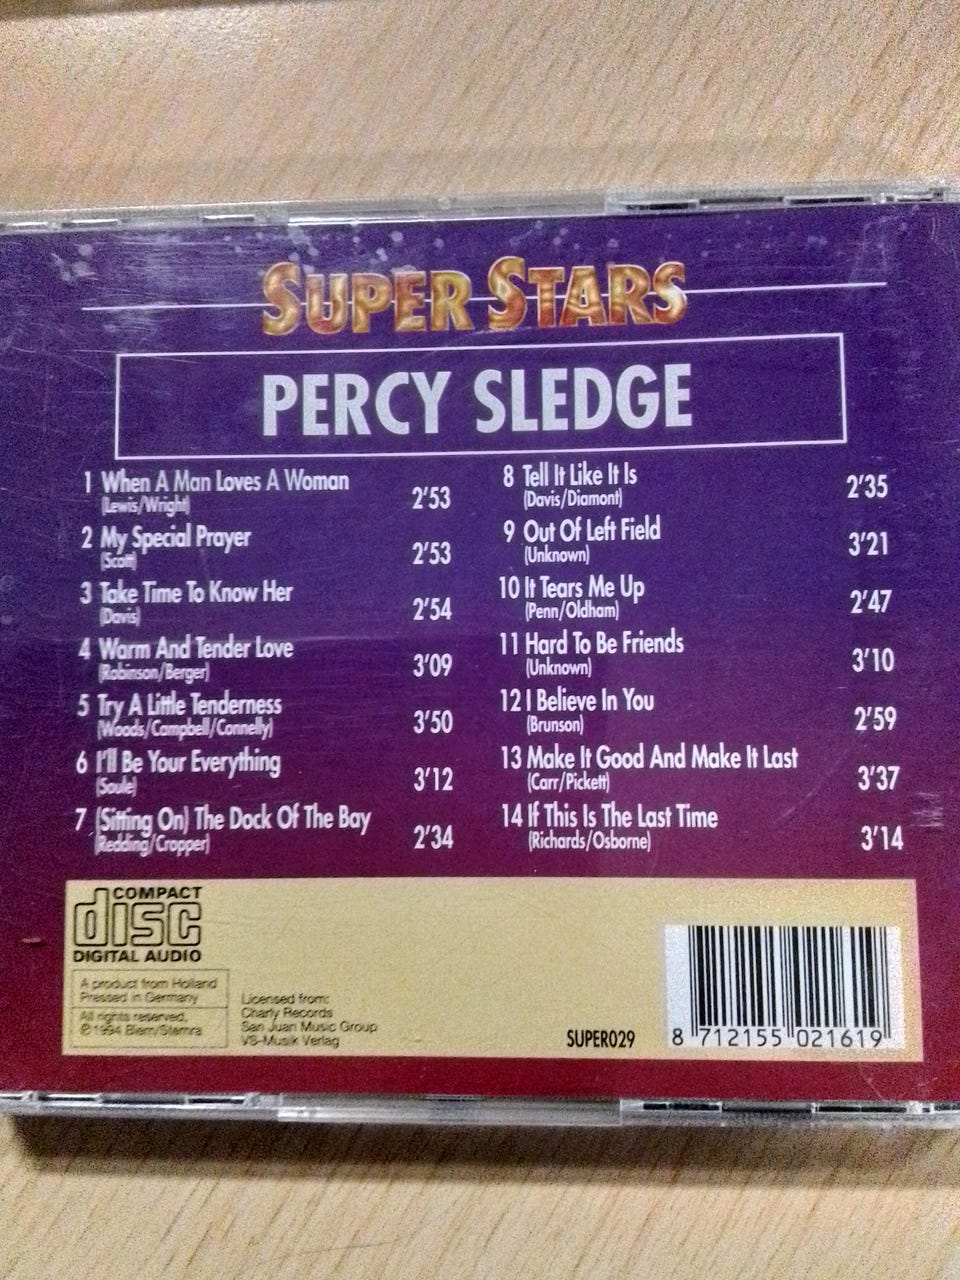 SUPER STARS
PERCY SLEDGE
1 When A Man Loves A Woman 2'53
(Lewis/Wright)
2 My Special Prayer 2'53
(Scott)
3 Take Time To Know Her 2'54
(Davis)
4 Warm And Tender Love 3'09
(Robinson/Berger)
5 Try A Little Tenderness 3'50
(Woods/Campbell/Connelly)
6 I'll Be Your Everything 3'12
(Soule)
7 (Sitting On) The Dock Of The Bay 2'34
(Redding/Cropper)
8 Tell It Like It Is 2'35
(Davis/Diamont)
9 Out Of Left Field 3'21
(Unknown)
10 It Tears Me Up 2'47
(Penn/Oldham)
11 Hard To Be Friends 3'10
(Unknown)
12 I Believe In You 2'59
(Brunson)
13 Make It Good And Make It Last 3'37
(Carr/Pickett)
14 If This Is The Last Time 3'14
(Richards/Osborne)
COMPACT
disc
DIGITAL AUDIO
A product from Holland
Pressed in Germany
All rights reserved,
℗1994 Biem/Stemra
Licensed from:
Charly Records
San Juan Music Group
VS-Musik Verlag
SUPER029
8 712155 021619